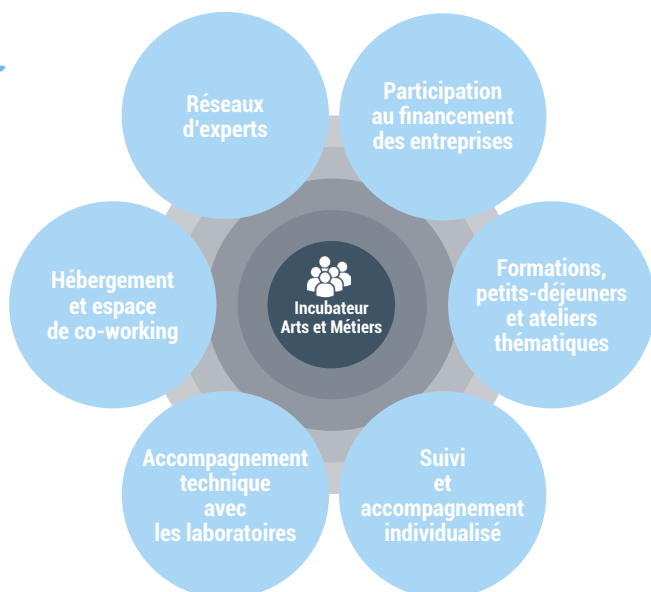 Réseaux
d'experts
Participation
au financement
des entreprises
Hébergement
et espace
de co-working
Incubateur
Arts et Métiers
Formations,
petits-déjeuners
et ateliers
thématiques
Accompagnement
technique
avec
les laboratoires
Suivi
et
accompagnement
individualisé